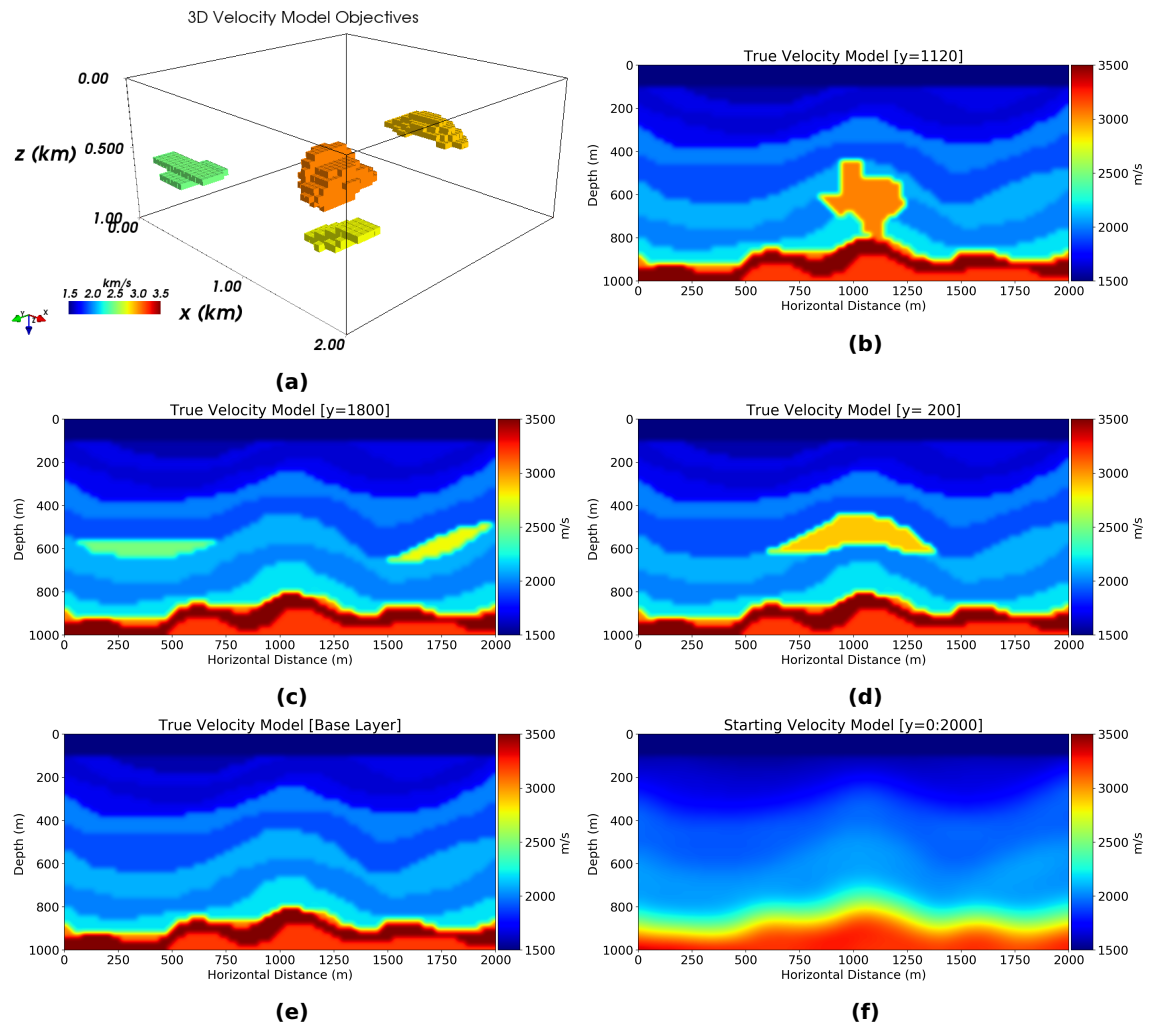 3D Velocity Model Objectives
0.00
z (km)
0.500
1.00
0.00
1.00
x (km)
2.00
km/s
1.5 2.0 2.5 3.0 3.5
Y Z X
(a)
True Velocity Model [y=1120]
0
200
400
600
800
1000
Depth (m)
0 250 500 750 1000 1250 1500 1750 2000
Horizontal Distance (m)
3500
3000
2500
2000
1500
m/s
(b)
True Velocity Model [y=1800]
0
200
400
600
800
1000
Depth (m)
0 250 500 750 1000 1250 1500 1750 2000
Horizontal Distance (m)
3500
3000
2500
2000
1500
m/s
(c)
True Velocity Model [y= 200]
0
200
400
600
800
1000
Depth (m)
0 250 500 750 1000 1250 1500 1750 2000
Horizontal Distance (m)
3500
3000
2500
2000
1500
m/s
(d)
True Velocity Model [Base Layer]
0
200
400
600
800
1000
Depth (m)
0 250 500 750 1000 1250 1500 1750 2000
Horizontal Distance (m)
3500
3000
2500
2000
1500
m/s
(e)
Starting Velocity Model [y=0:2000]
0
200
400
600
800
1000
Depth (m)
0 250 500 750 1000 1250 1500 1750 2000
Horizontal Distance (m)
3500
3000
2500
2000
1500
m/s
(f)